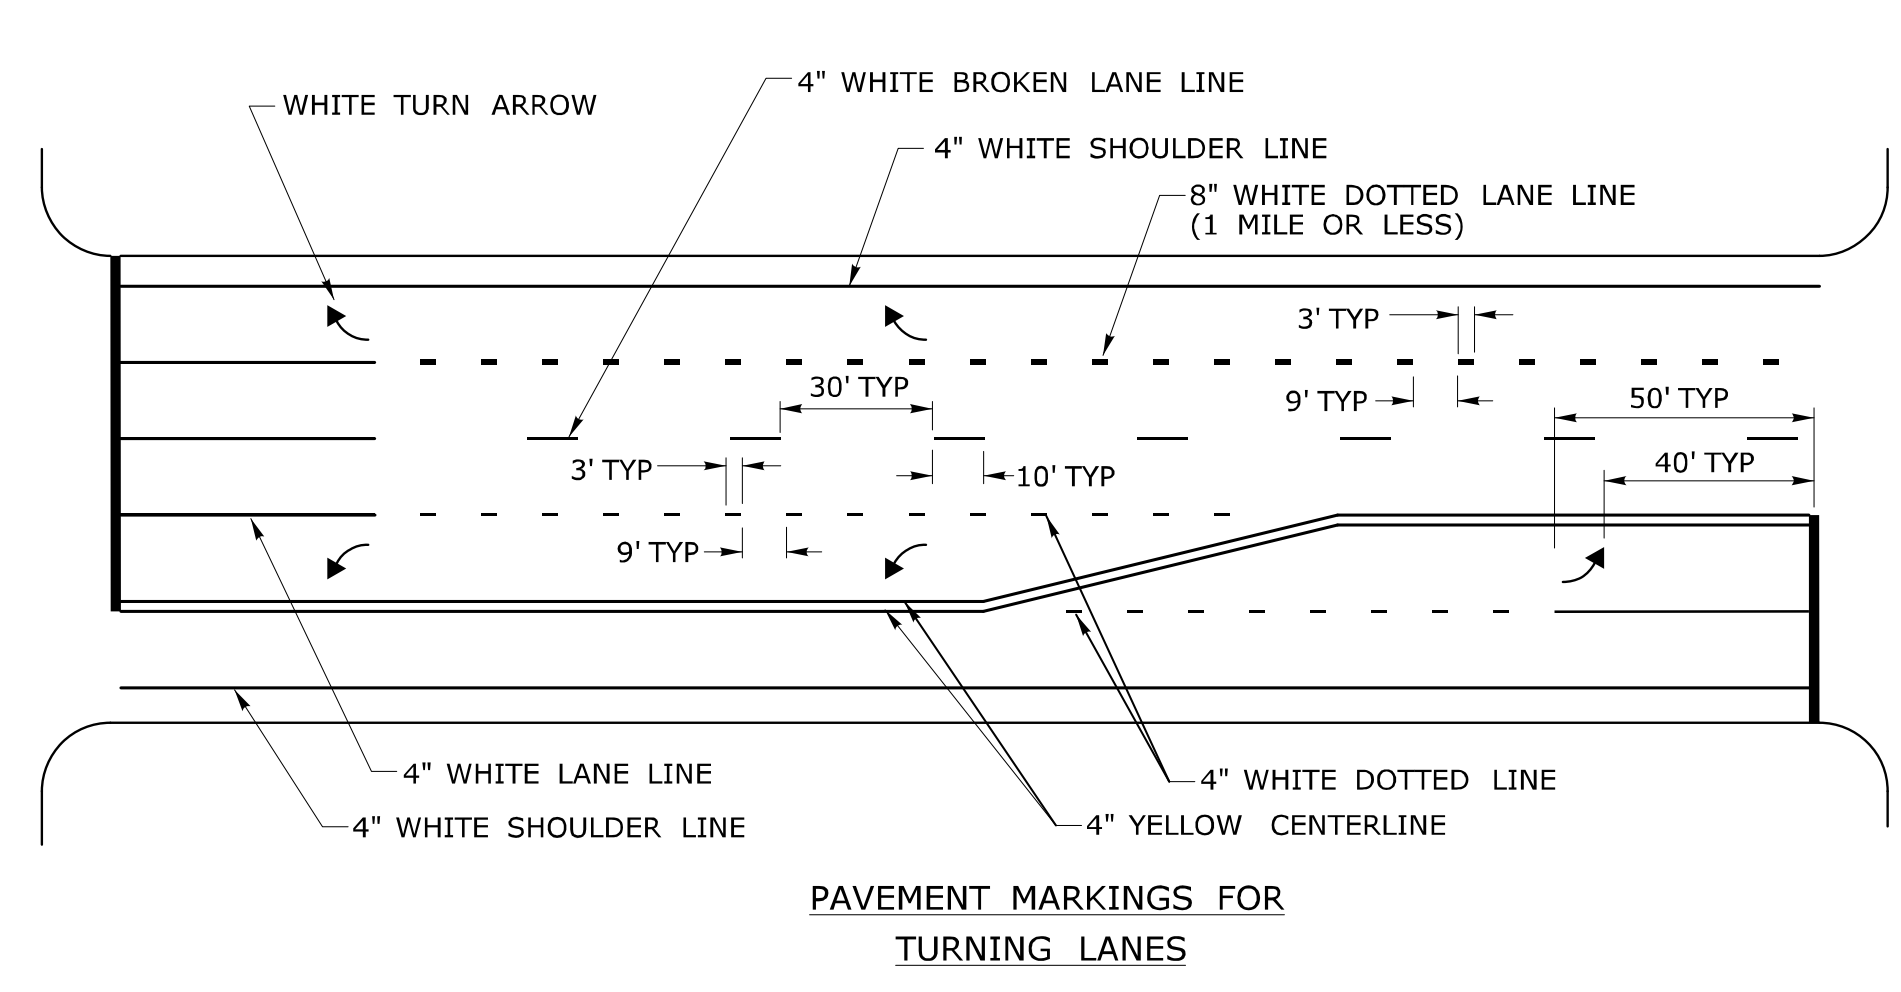 4" WHITE BROKEN LANE LINE
WHITE TURN ARROW
4" WHITE SHOULDER LINE
8" WHITE DOTTED LANE LINE
(1 MILE OR LESS)
3' TYP
30' TYP
9' TYP
50' TYP
3' TYP
10' TYP
40' TYP
9' TYP
4" WHITE LANE LINE
4" WHITE DOTTED LINE
4" WHITE SHOULDER LINE
4" YELLOW CENTERLINE
PAVEMENT MARKINGS FOR
TURNING LANES